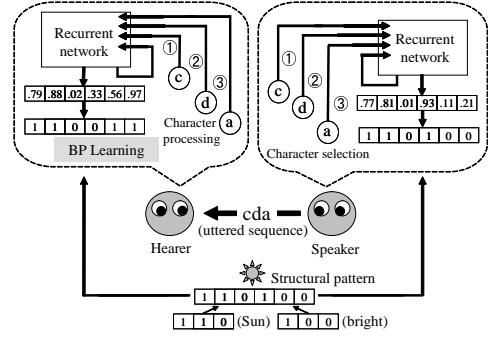 Recurrent
network
①
②
③
c
d
a
.79 .88 .02 .33 .56 .97
1 1 0 0 1 1
BP Learning
Character
processing
①
②
③
c
d
a
Recurrent
network
.77 .81 .01 .93 .11 .21
1 1 0 1 0 0
Character selection
Hearer
cda
(uttered sequence)
Speaker
Structural pattern
1 1 0 1 0 0
1 1 0 (Sun) 1 0 0 (bright)